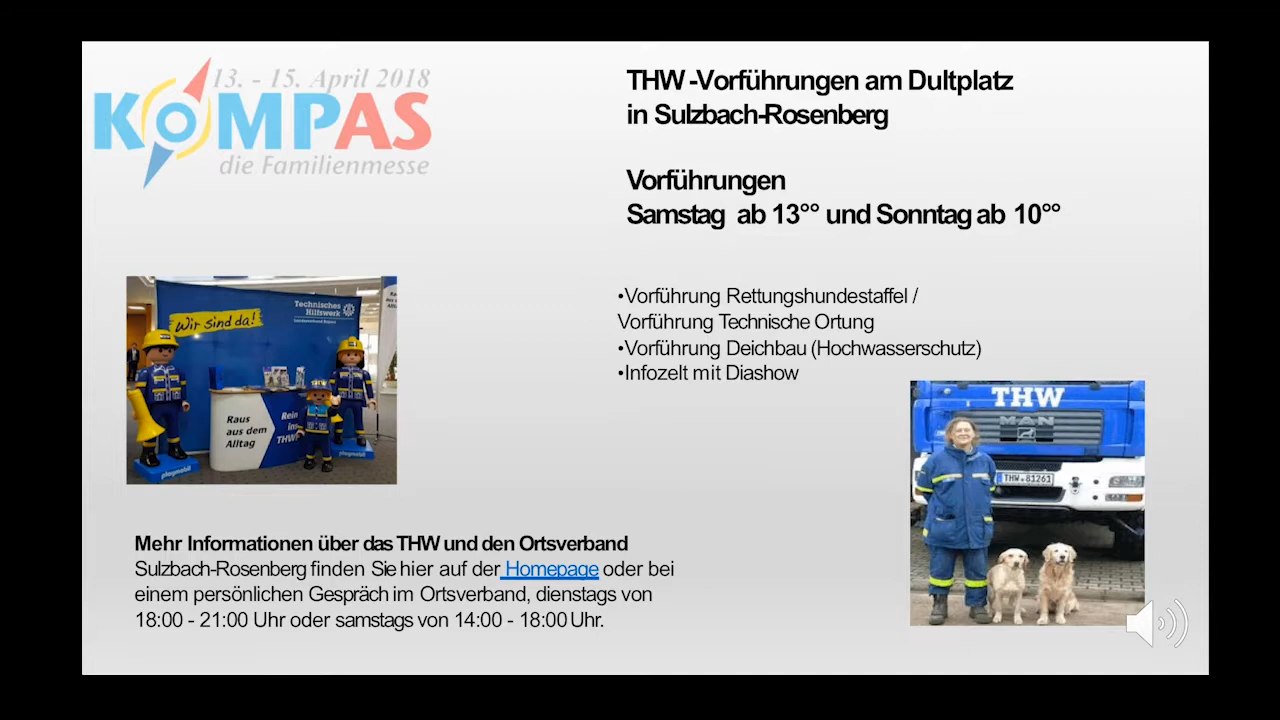 13. - 15. April 2018
KOMPAS
die Familienmesse
THW -Vorführungen am Dultplatz
in Sulzbach-Rosenberg
Vorführungen
Samstag ab 13°° und Sonntag ab 10°°
•Vorführung Rettungshundestaffel /
Vorführung Technische Ortung
•Vorführung Deichbau (Hochwasserschutz)
•Infozelt mit Diashow
Wir sind da!
Technisches
Hilfswerk
Raus
aus dem
Alltag
Rein
ins
THW
playmobil
playmobil
THW
MAN
THW 81261
Mehr Informationen über das THW und den Ortsverband
Sulzbach-Rosenberg finden Sie hier auf der Homepage oder bei
einem persönlichen Gespräch im Ortsverband, dienstags von
18:00 - 21:00 Uhr oder samstags von 14:00 - 18:00 Uhr.